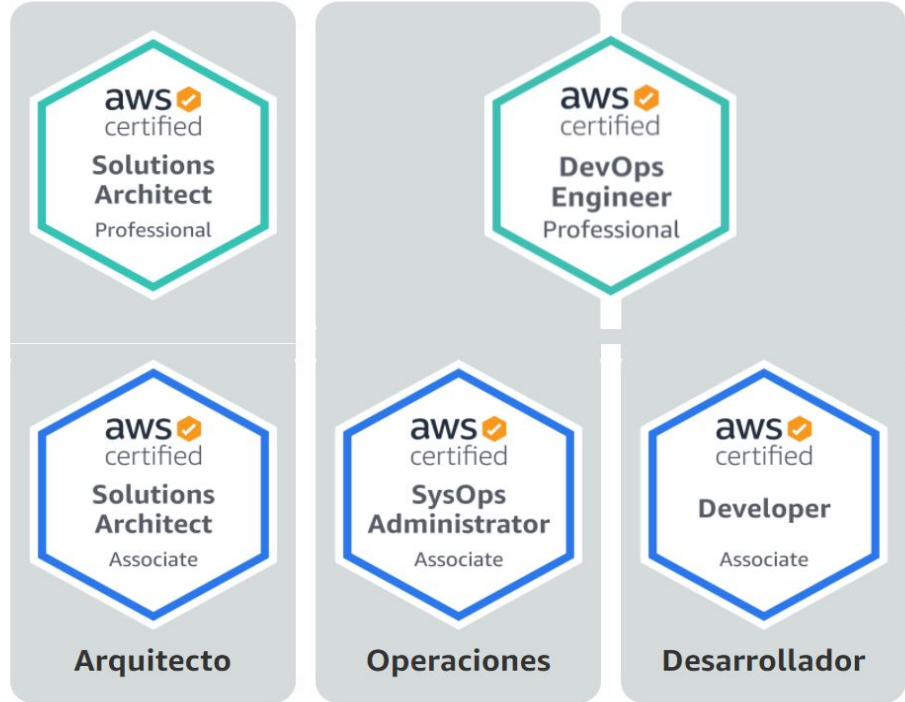 aws
certified
Solutions
Architect
Professional
aws
certified
DevOps
Engineer
Professional
aws
certified
Solutions
Architect
Associate
aws
certified
SysOps
Administrator
Associate
aws
certified
Developer
Associate
Arquitecto
Operaciones
Desarrollador